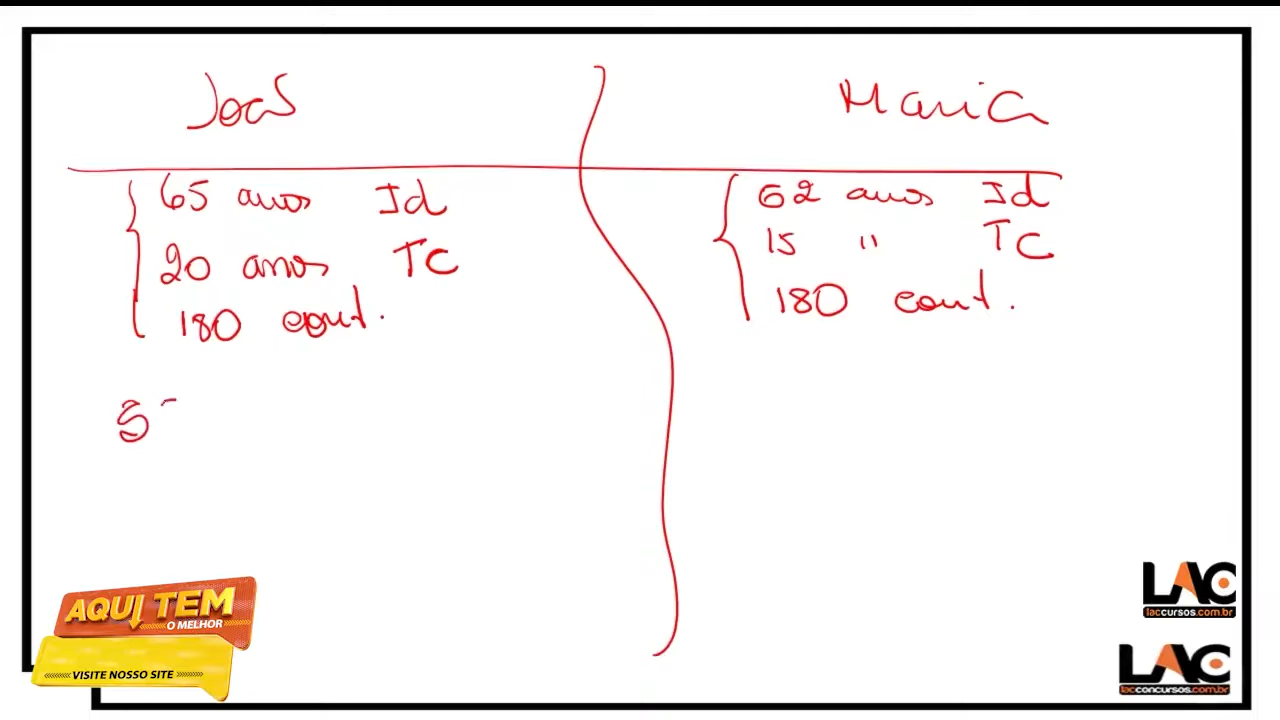 João
65 anos Id
20 anos TC
180 cont.
Maria
62 anos Id
15 " TC
180 cont.
AQUI TEM
O MELHOR
VISITE NOSSO SITE
LAC
laccursos.com.br
LAC
lacconcursos.com.br